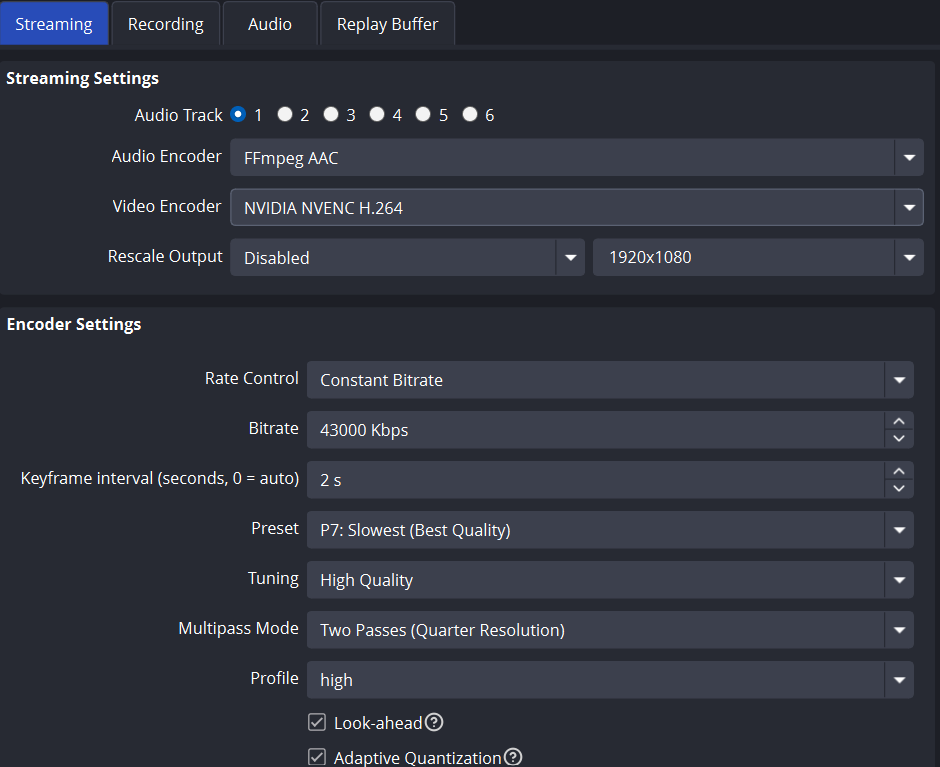 Streaming Recording Audio Replay Buffer
Streaming Settings
Audio Track 1 2 3 4 5 6
Audio Encoder FFmpeg AAC
Video Encoder NVIDIA NVENC H.264
Rescale Output Disabled 1920x1080
Encoder Settings
Rate Control Constant Bitrate
Bitrate 43000 Kbps
Keyframe interval (seconds, 0 = auto) 2 s
Preset P7: Slowest (Best Quality)
Tuning High Quality
Multipass Mode Two Passes (Quarter Resolution)
Profile high
Look-ahead ?
Adaptive Quantization ?